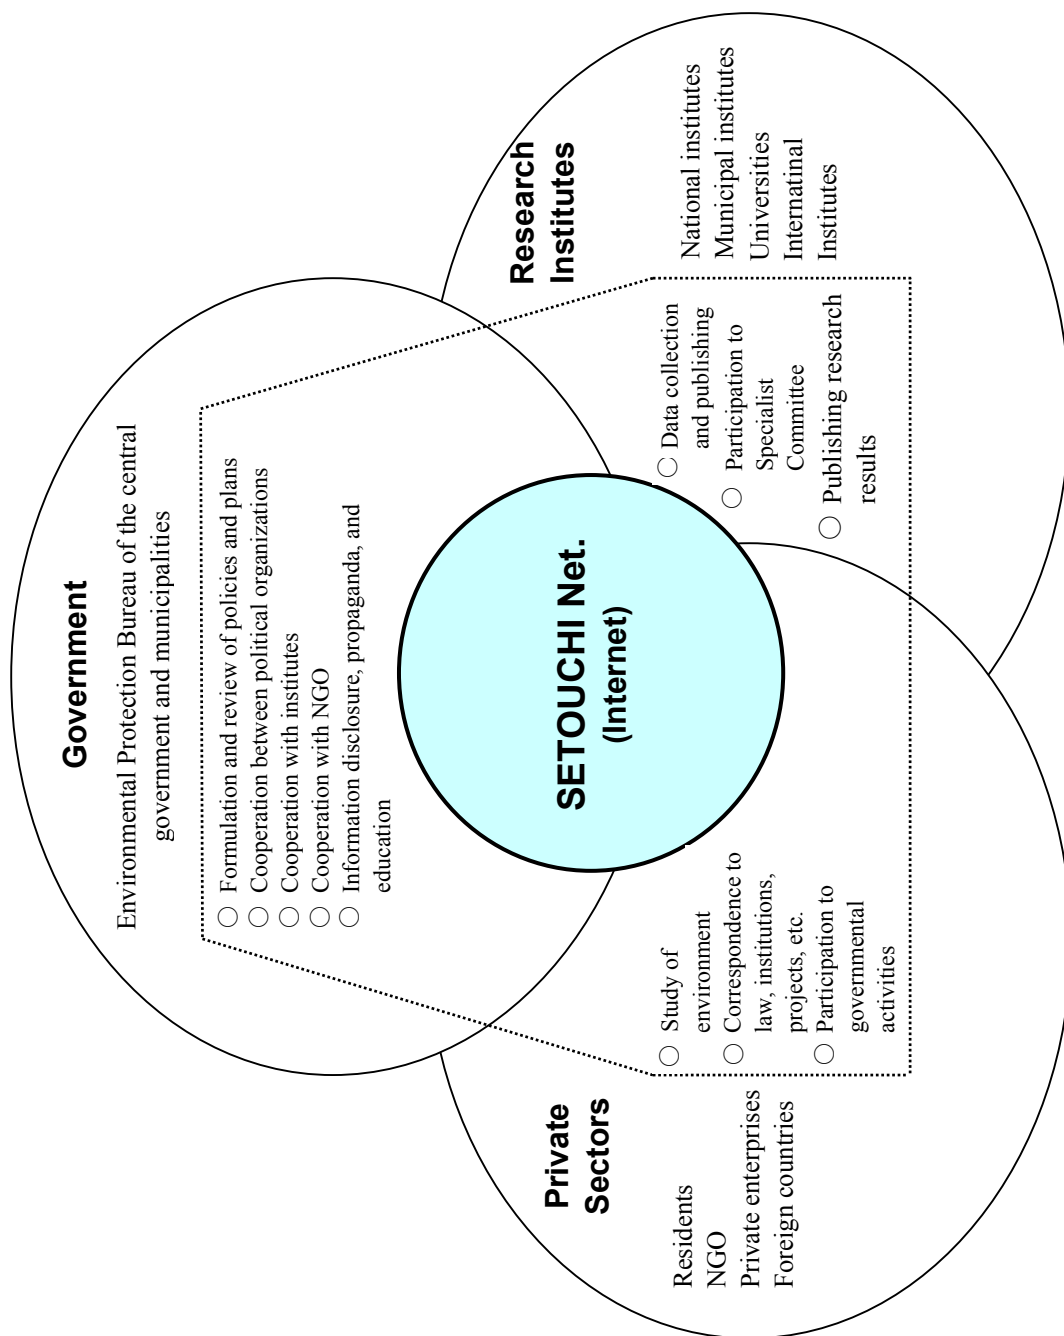 Government
Environmental Protection Bureau of the central
government and municipalities
○ Formulation and review of policies and plans
○ Cooperation between political organizations
○ Cooperation with institutes
○ Cooperation with NGO
○ Information disclosure, propaganda, and
education
SETOUCHI Net.
(Internet)
Private
Sectors
Residents
NGO
Private enterprises
Foreign countries
○ Study of
environment
○ Correspondence to
law, institutions,
projects, etc.
○ Participation to
governmental
activities
Research
Institutes
○ Data collection
and publishing
○ Participation to
Specialist
Committee
○ Publishing research
results
National institutes
Municipal institutes
Universities
Internatinal
Institutes